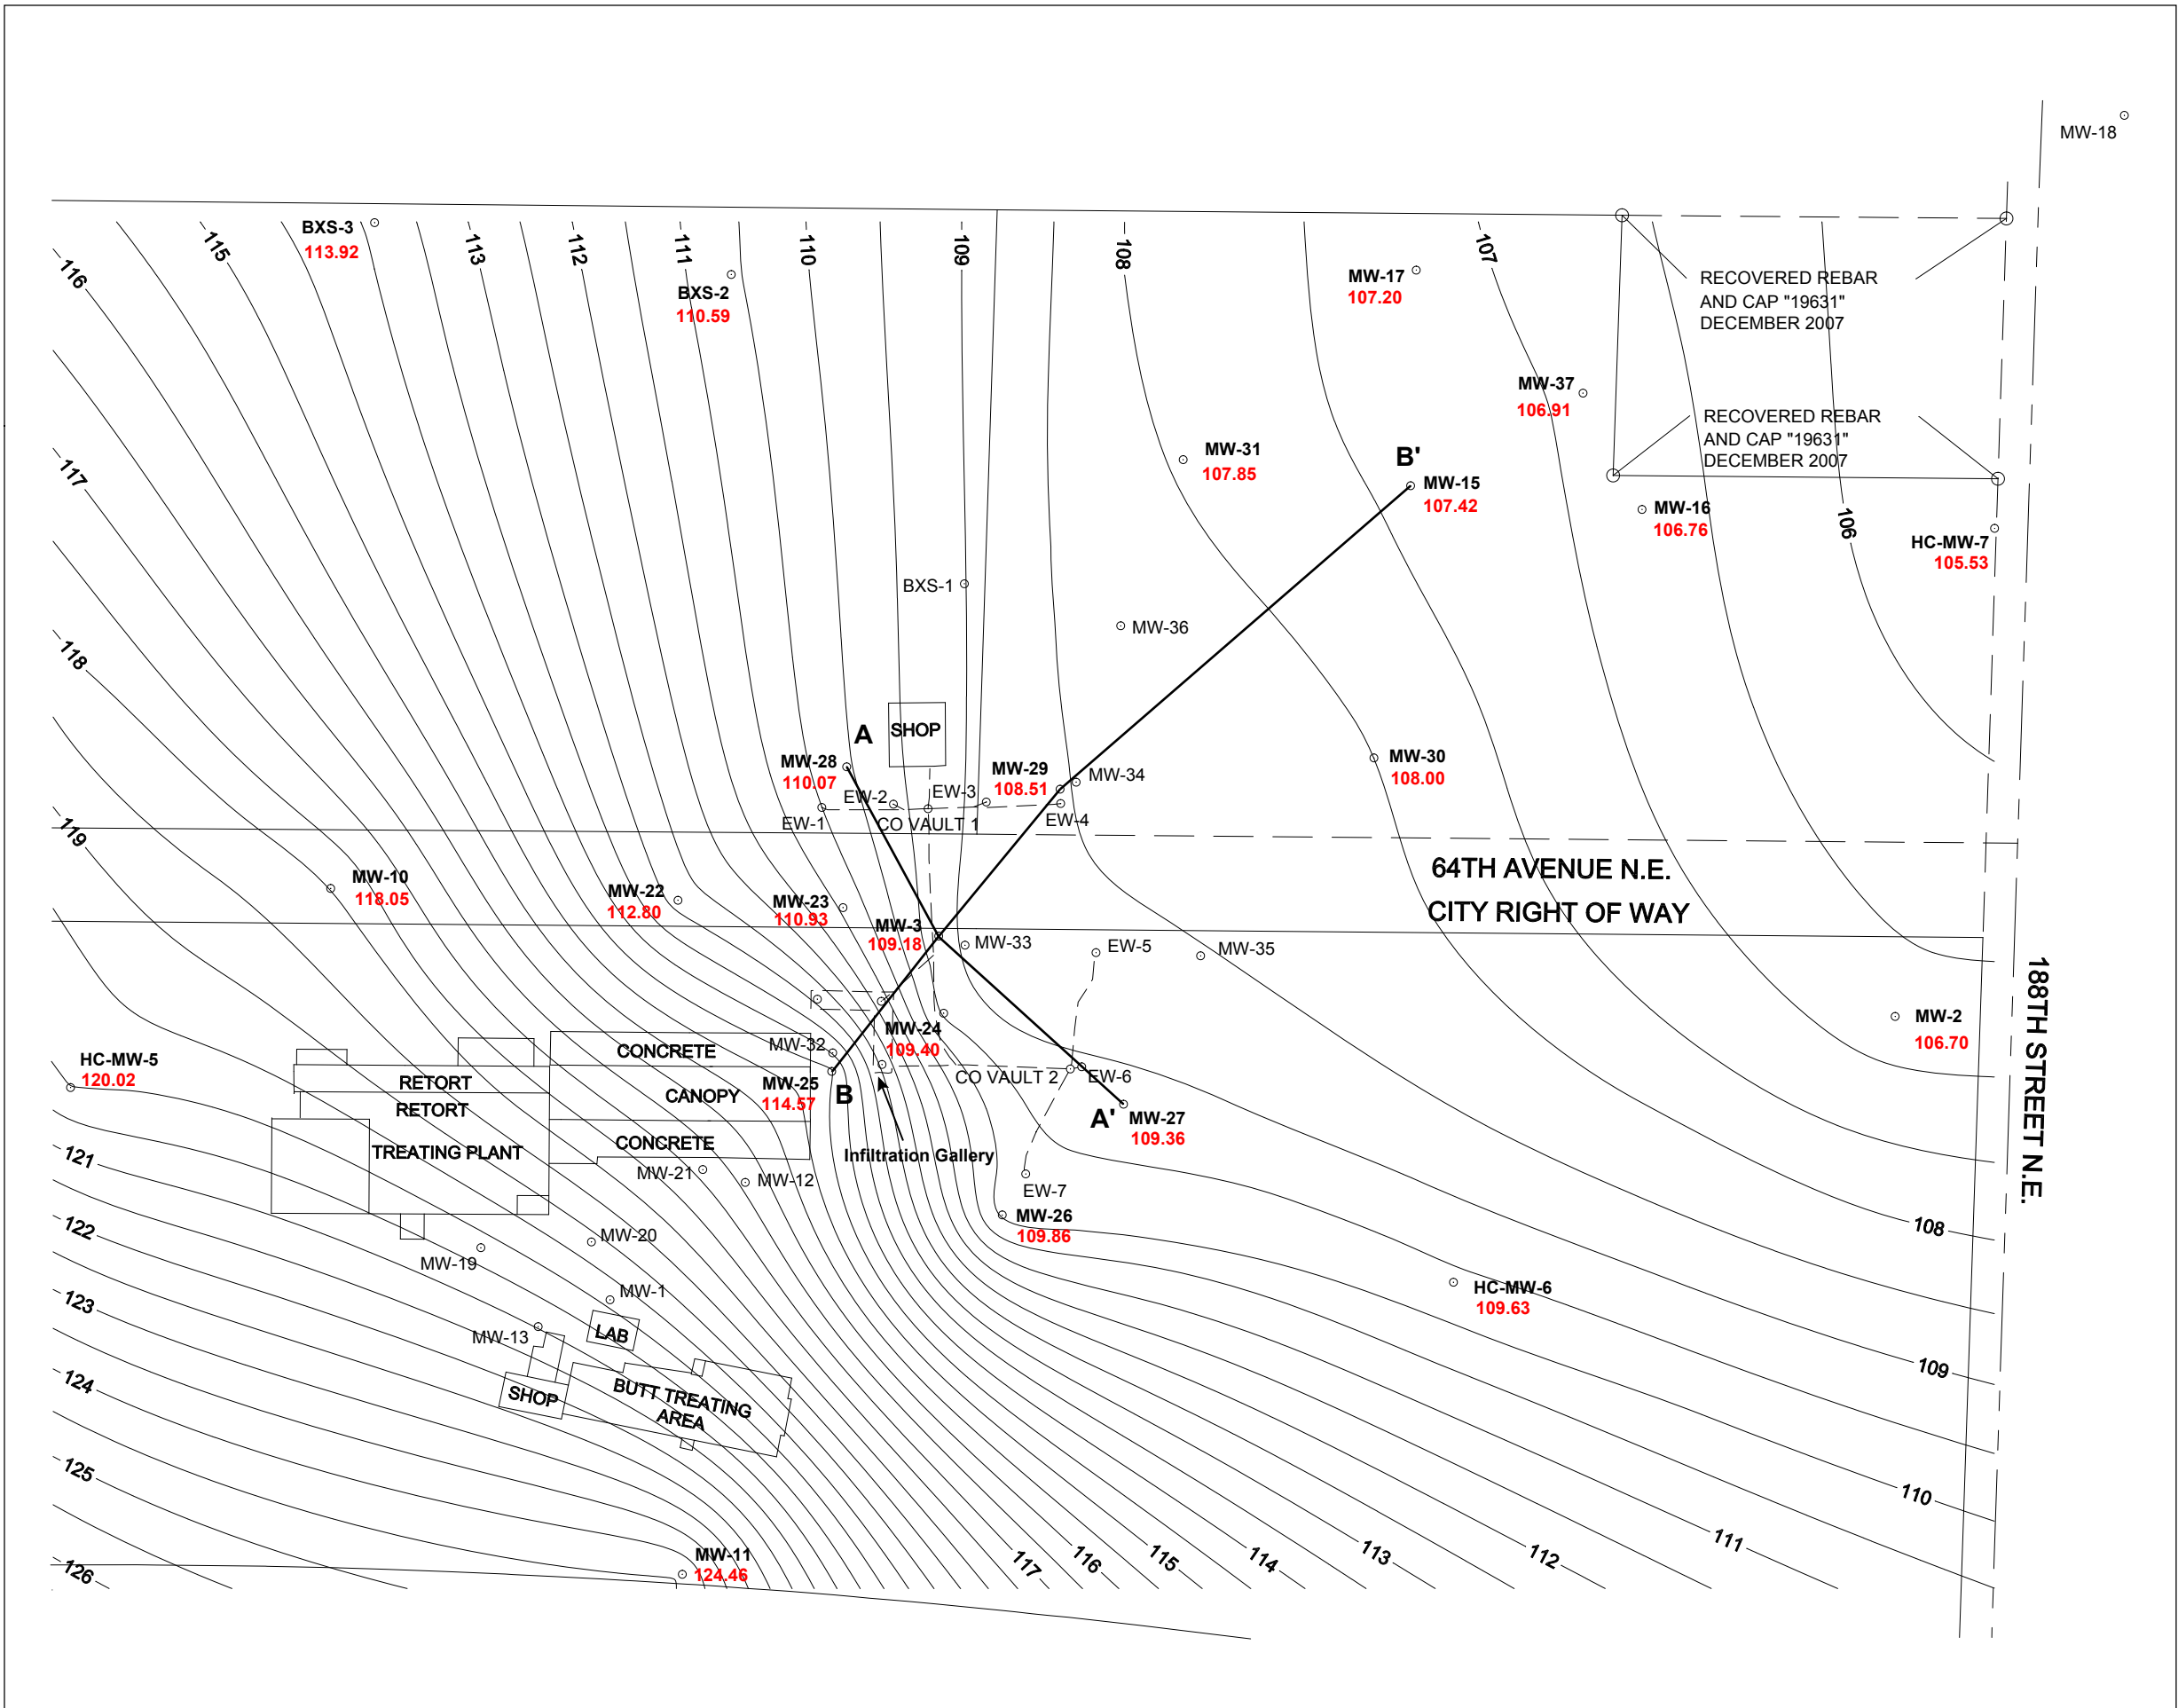 MW-18
BXS-3
113.92
115
113
112
111
110
109
108
107
116
BXS-2
110.59
MW-17
107.20
RECOVERED REBAR
AND CAP "19631"
DECEMBER 2007
MW-37
106.91
RECOVERED REBAR
AND CAP "19631"
DECEMBER 2007
117
MW-31
107.85
B'
MW-15
107.42
MW-16
106.76
106
HC-MW-7
105.53
BXS-1
MW-36
118
A
SHOP
MW-28
110.07
EW-2
EW-3
MW-29
108.51
MW-34
MW-30
108.00
EW-1
CO VAULT 1
EW-4
119
64TH AVENUE N.E.
CITY RIGHT OF WAY
MW-10
118.05
MW-22
112.80
MW-23
110.93
MW-3
109.18
MW-33
EW-5
MW-35
188TH STREET N.E.
MW-2
106.70
MW-24
109.40
MW-32
HC-MW-5
120.02
CONCRETE
RETORT
RETORT
CANOPY
MW-25
114.57
B
CO VAULT 2
EW-6
A'
MW-27
109.36
TREATING PLANT
CONCRETE
Infiltration Gallery
121
MW-21
MW-12
EW-7
MW-26
109.86
122
MW-20
MW-19
108
HC-MW-6
109.63
123
MW-1
MW-13
LAB
109
124
SHOP
BUTT TREATING
AREA
125
110
111
112
113
114
115
116
117
126
MW-11
124.46